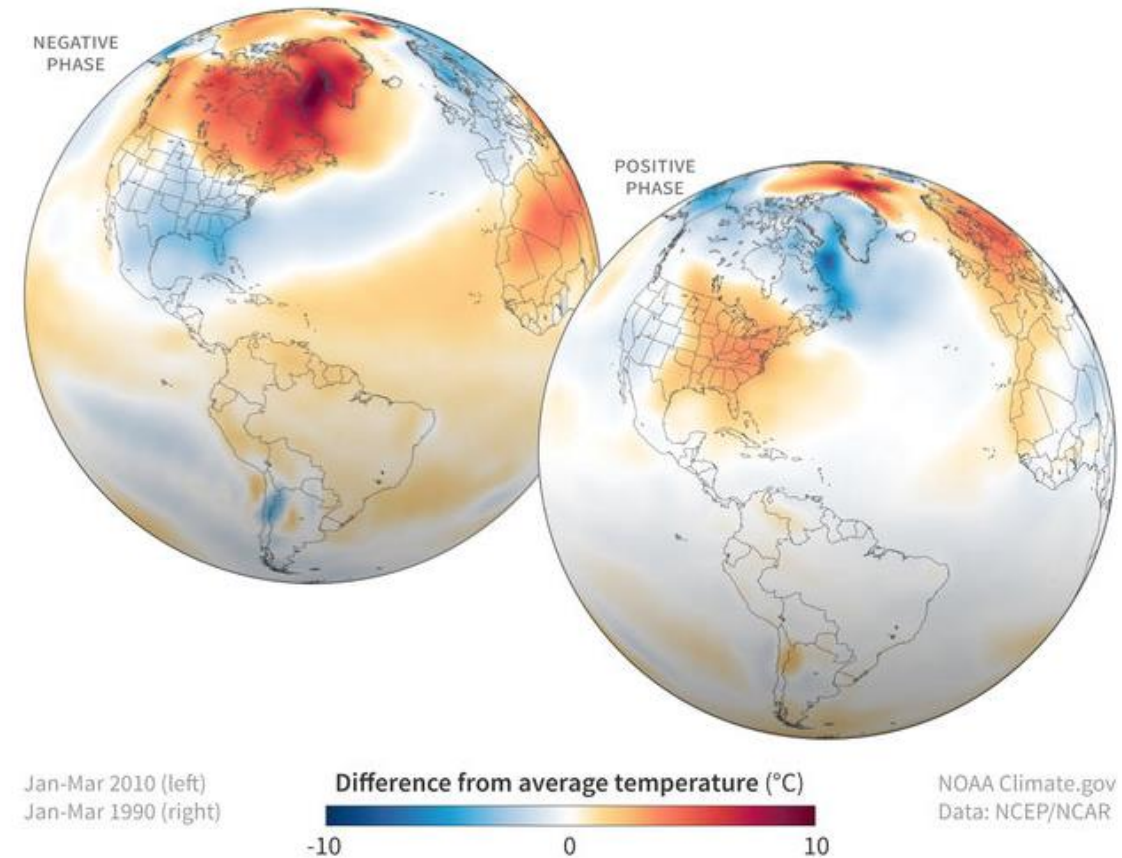 NEGATIVE
PHASE
POSITIVE
PHASE
Jan-Mar 2010 (left)
Jan-Mar 1990 (right)
Difference from average temperature (°C)
-10 0 10
NOAA Climate.gov
Data: NCEP/NCAR